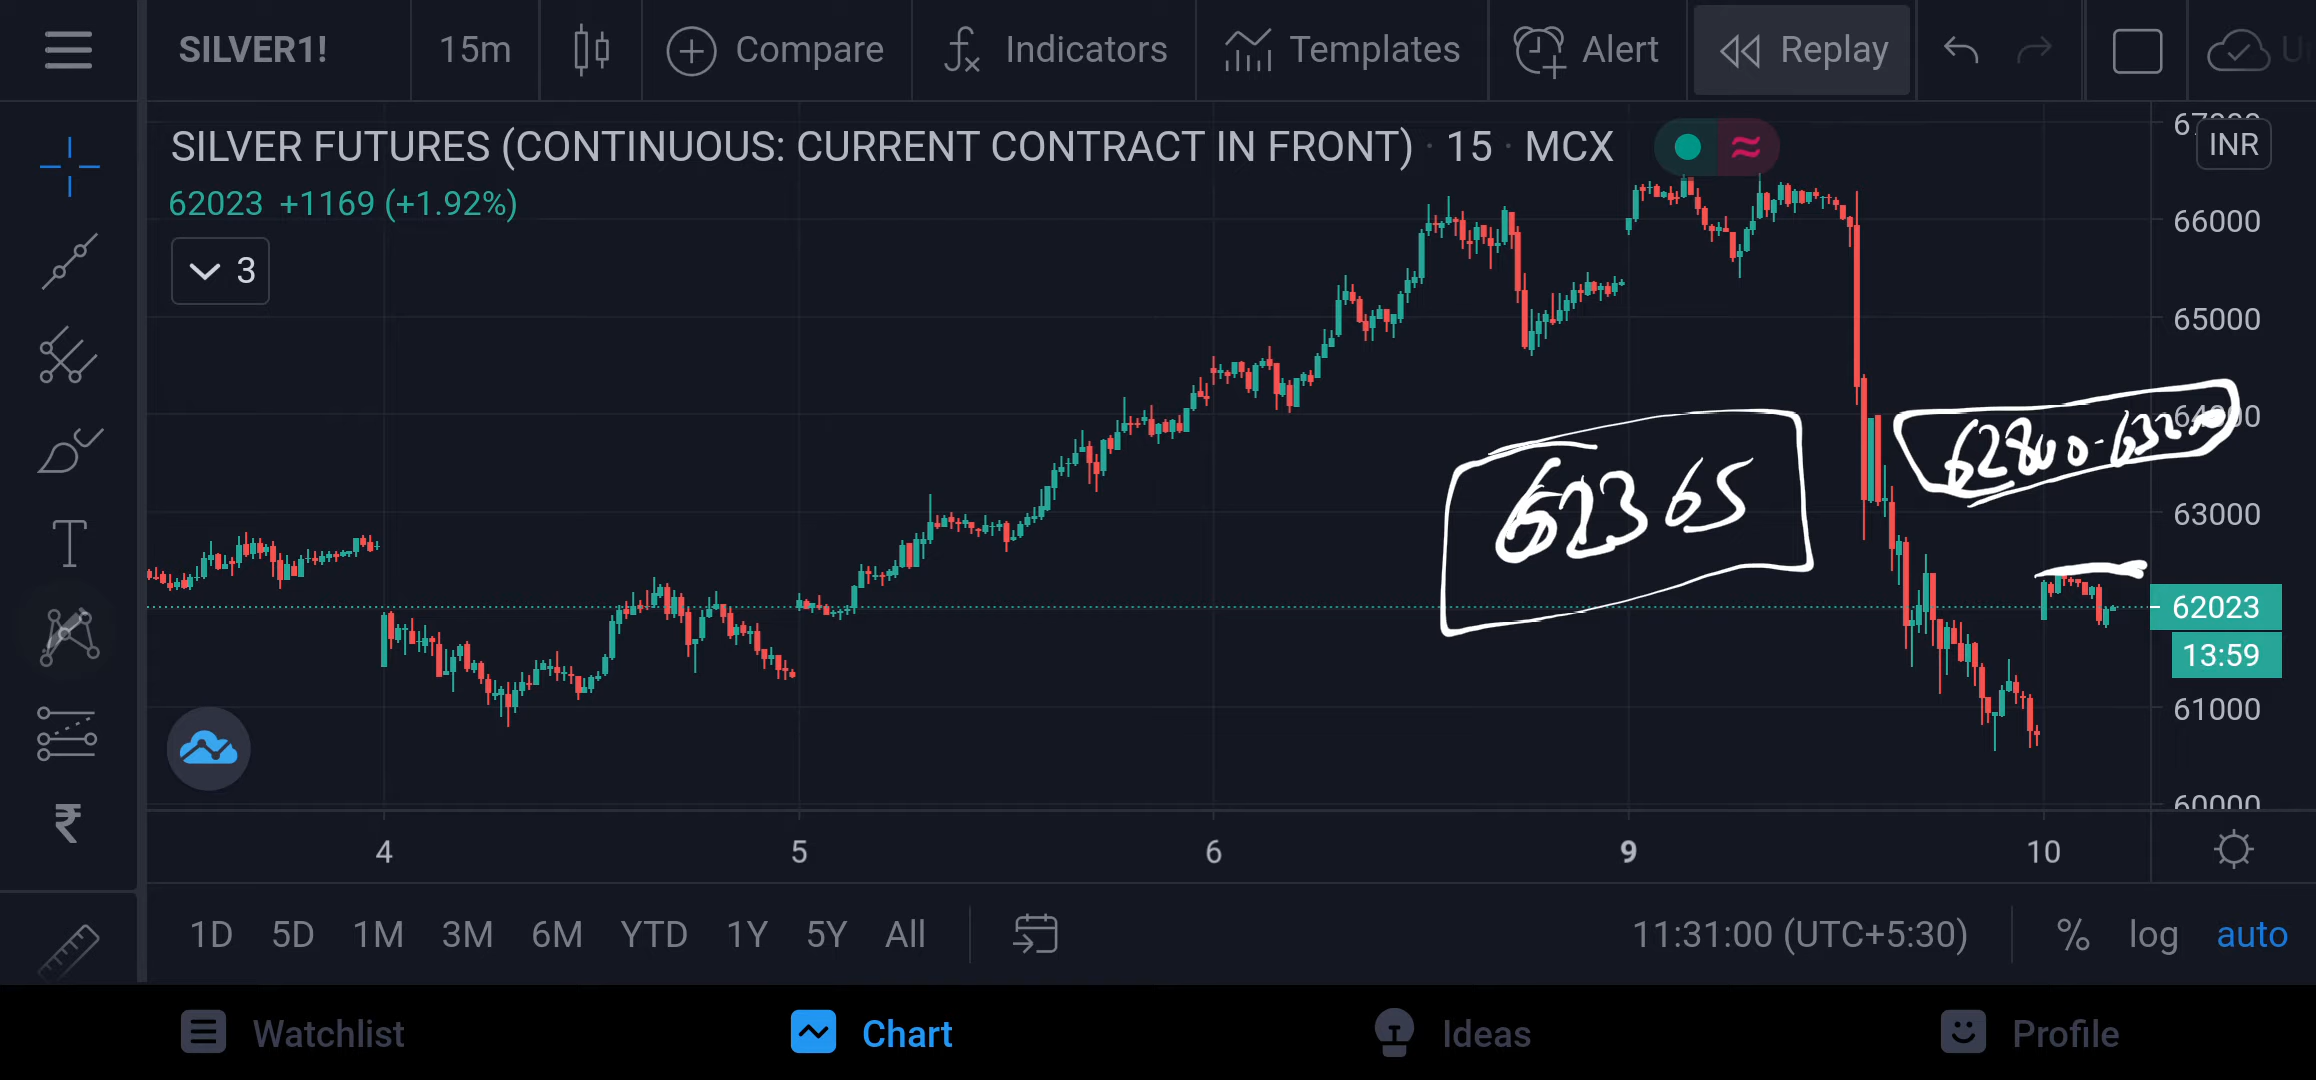 SILVER1!
15m
Compare
Indicators
Templates
Alert
Replay
SILVER FUTURES (CONTINUOUS: CURRENT CONTRACT IN FRONT) · 15 · MCX
INR
62023 +1169 (+1.92%)
3
66000
65000
62800-
62365
63000
62023
13:59
61000
60000
4 5 6 9 10
1D 5D 1M 3M 6M YTD 1Y 5Y All
11:31:00 (UTC+5:30)
% log auto
Watchlist
Chart
Ideas
Profile